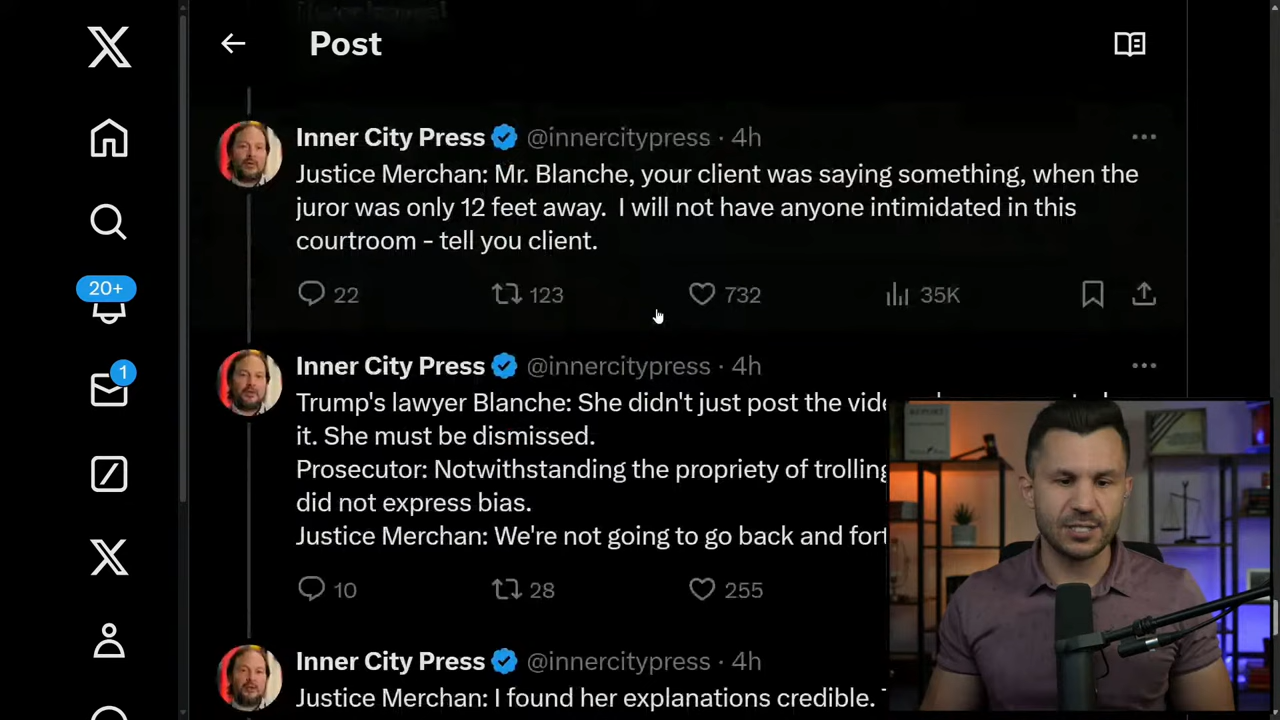 Post
Inner City Press @innercitypress · 4h
Justice Merchan: Mr. Blanche, your client was saying something, when the
juror was only 12 feet away. I will not have anyone intimidated in this
courtroom - tell you client.
22 123 732 35K
20+
Inner City Press @innercitypress · 4h
1
Trump's lawyer Blanche: She didn't just post the
it. She must be dismissed.
Prosecutor: Notwithstanding the propriety of trolling
did not express bias.
Justice Merchan: We're not going to go back and
10 28 255
Inner City Press @innercitypress · 4h
Justice Merchan: I found her explanations credible.